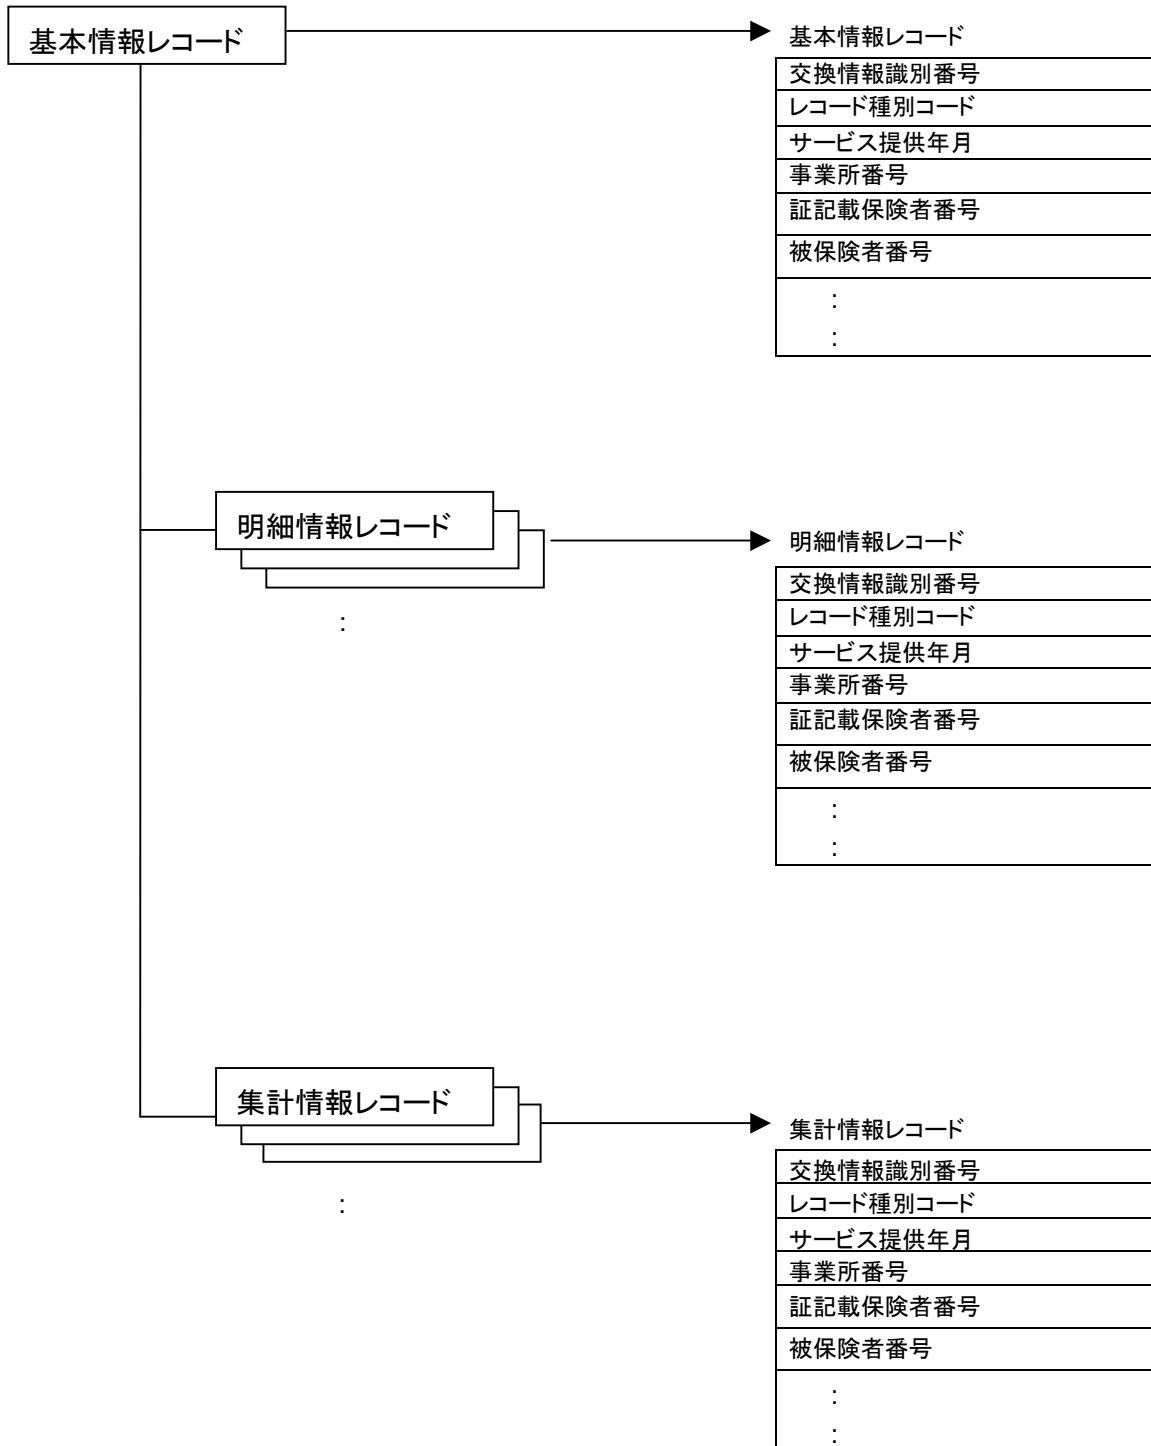 基本情報レコード
基本情報レコード
交換情報識別番号
レコード種別コード
サービス提供年月
事業所番号
証記載保険者番号
被保険者番号
:
:
明細情報レコード
:
明細情報レコード
交換情報識別番号
レコード種別コード
サービス提供年月
事業所番号
証記載保険者番号
被保険者番号
:
:
集計情報レコード
:
集計情報レコード
交換情報識別番号
レコード種別コード
サービス提供年月
事業所番号
証記載保険者番号
被保険者番号
:
: